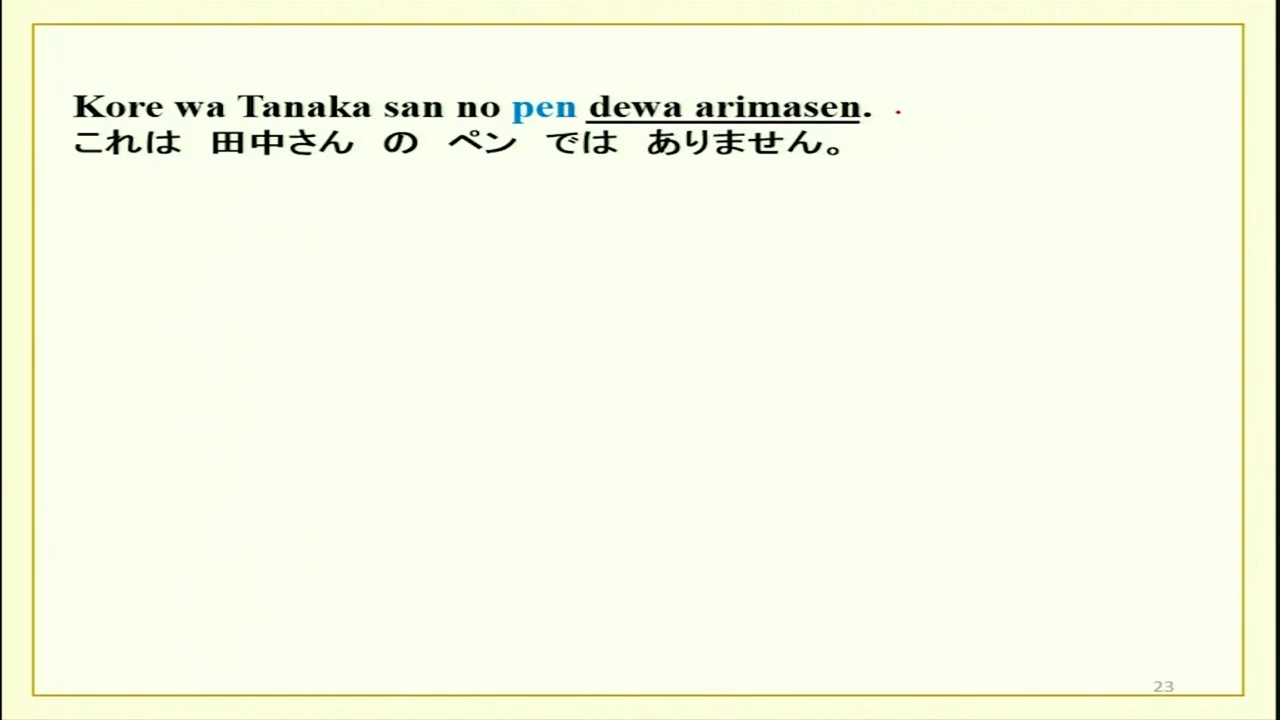 Kore wa Tanaka san no pen dewa arimasen.
これは 田中さん の ペン では ありません。
23